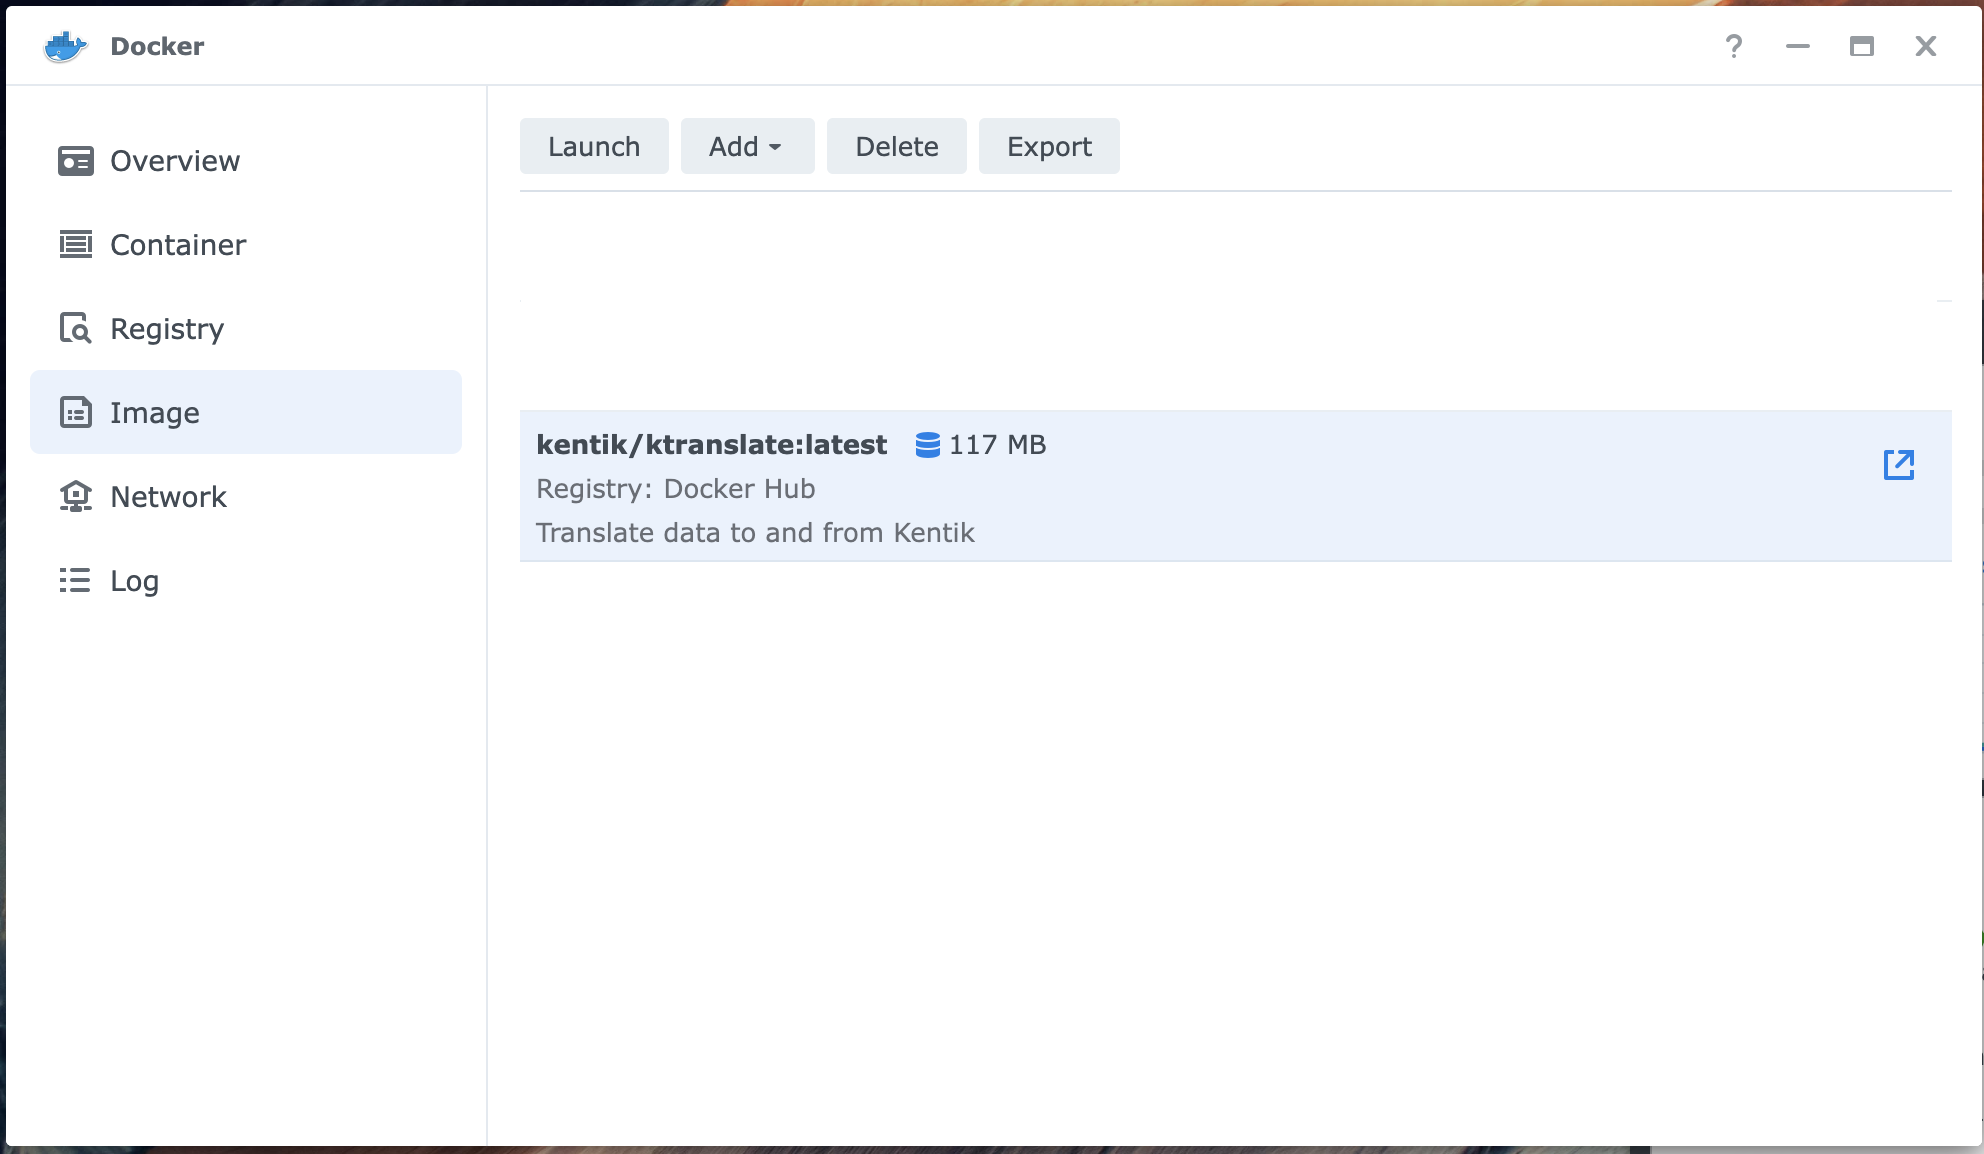 Docker
?
Overview
Container
Registry
Image
Network
Log
Launch Add Delete Export
kentik/ktranslate:latest 117 MB
Registry: Docker Hub
Translate data to and from Kentik